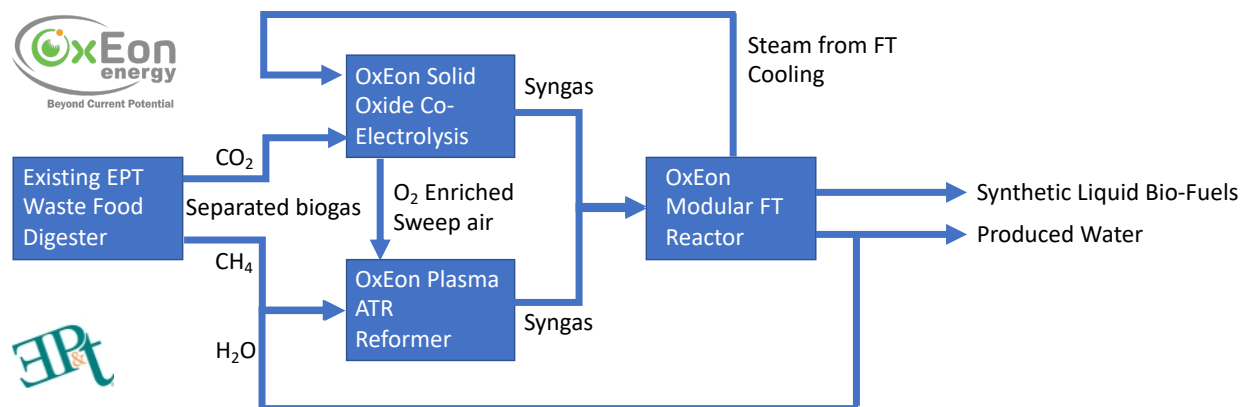 OxEon
energy
Beyond Current Potential
Steam from FT
Cooling
OxEon Solid
Oxide Co-
Electrolysis
Syngas
CO₂
Existing EPT
Waste Food
Digester
Separated biogas
O₂ Enriched
Sweep air
OxEon
Modular FT
Reactor
Synthetic Liquid Bio-Fuels
Produced Water
CH₄
OxEon Plasma
ATR
Reformer
Syngas
H₂O
EP&t